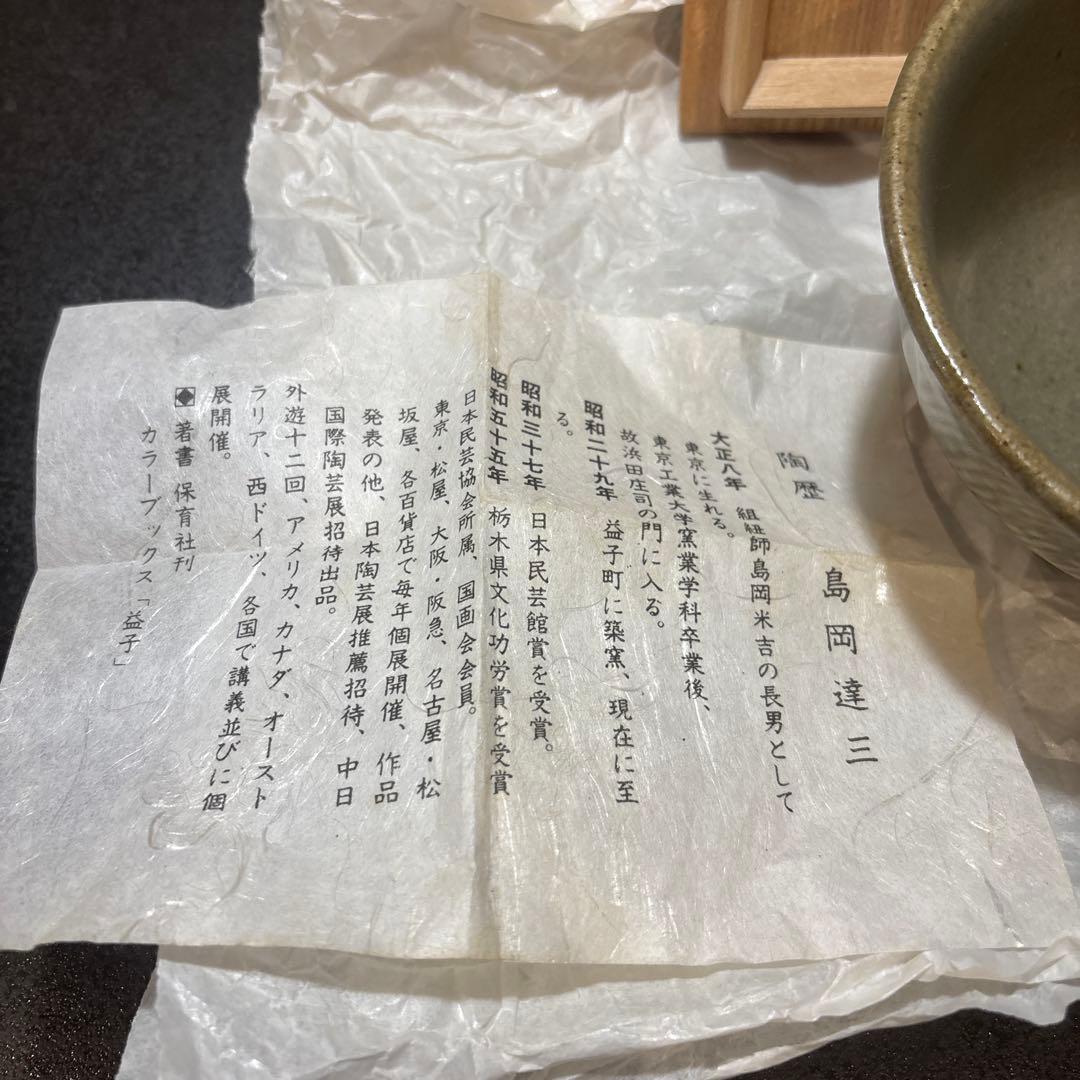 陶歴
島岡達三
大正八年 組紐師島岡米吉の長男として
東京に生れる。
東京工業大学窯業学科卒業後、
故浜田庄司の門に入る。
昭和二十九年 益子町に築窯、現在に至
る。
昭和三十七年 日本民芸館賞を受賞。
昭和五十五年 栃木県文化功労賞を受賞
日本民芸協会所属、国画会会員。
東京・松屋、大阪・阪急、名古屋・松
坂屋、各百貨店で毎年個展開催、作品
発表の他、日本陶芸展推薦招待、中日
国際陶芸展招待出品。
外遊十二回、アメリカ、カナダ、オースト
ラリア、西ドイツ、各国で講義並びに個
展開催。
◈ 著書 保育社刊
カラーブックス「益子」